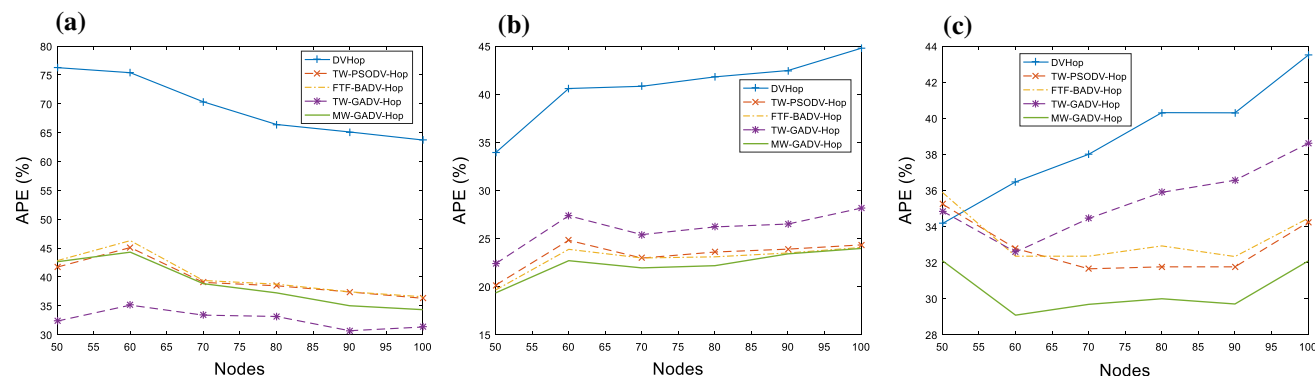 (a)
80
75
70
65
60
55
50
45
40
35
30
APE (%)
50 55 60 65 70 75 80 85 90 95 100
Nodes
DVHop
TW-PSODV-Hop
FTF-BADV-Hop
TW-GADV-Hop
MW-GADV-Hop
(b)
45
40
35
30
25
20
15
APE (%)
50 55 60 65 70 75 80 85 90 95 100
Nodes
DVHop
TW-PSODV-Hop
FTF-BADV-Hop
TW-GADV-Hop
MW-GADV-Hop
(c)
44
42
40
38
36
34
32
30
28
APE (%)
50 55 60 65 70 75 80 85 90 95 100
Nodes
DVHop
TW-PSODV-Hop
FTF-BADV-Hop
TW-GADV-Hop
MW-GADV-Hop